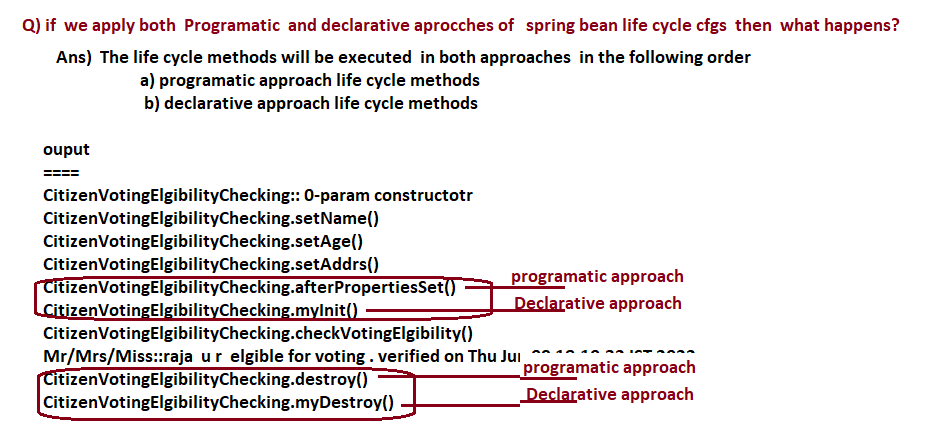 Q) if we apply both Programatic and declarative aprocches of spring bean life cycle cfgs then what happens?
Ans) The life cycle methods will be executed in both approaches in the following order
a) programatic approach life cycle methods
b) declarative approach life cycle methods
ouput
====
CitizenVotingElgibilityChecking:: 0-param constructotr
CitizenVotingElgibilityChecking.setName()
CitizenVotingElgibilityChecking.setAge()
CitizenVotingElgibilityChecking.setAddrs()
CitizenVotingElgibilityChecking.afterPropertiesSet() programatic approach
CitizenVotingElgibilityChecking.myInit() Declarative approach
CitizenVotingElgibilityChecking.checkVotingElgibility()
Mr/Mrs/Miss::raja u r elgible for voting . verified on Thu
CitizenVotingElgibilityChecking.destroy() programatic approach
CitizenVotingElgibilityChecking.myDestroy() Declarative approach